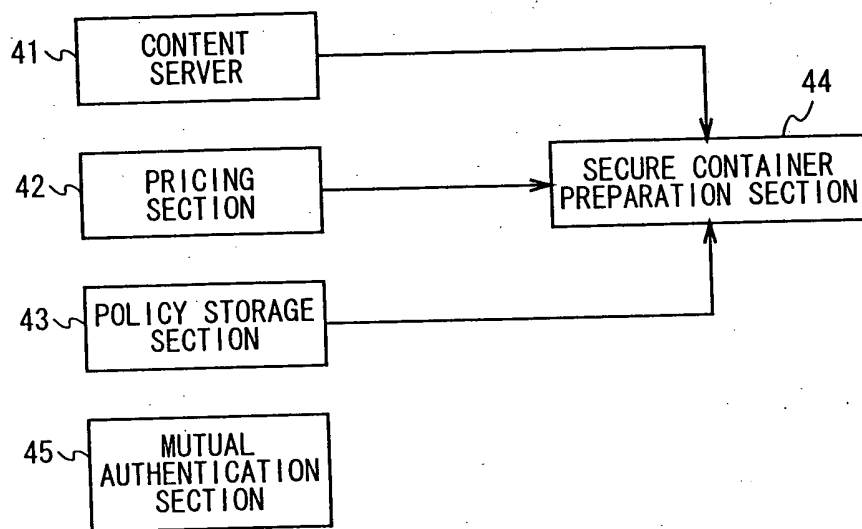 41
CONTENT
SERVER
44
42
PRICING
SECTION
SECURE CONTAINER
PREPARATION SECTION
43
POLICY STORAGE
SECTION
45
MUTUAL
AUTHENTICATION
SECTION